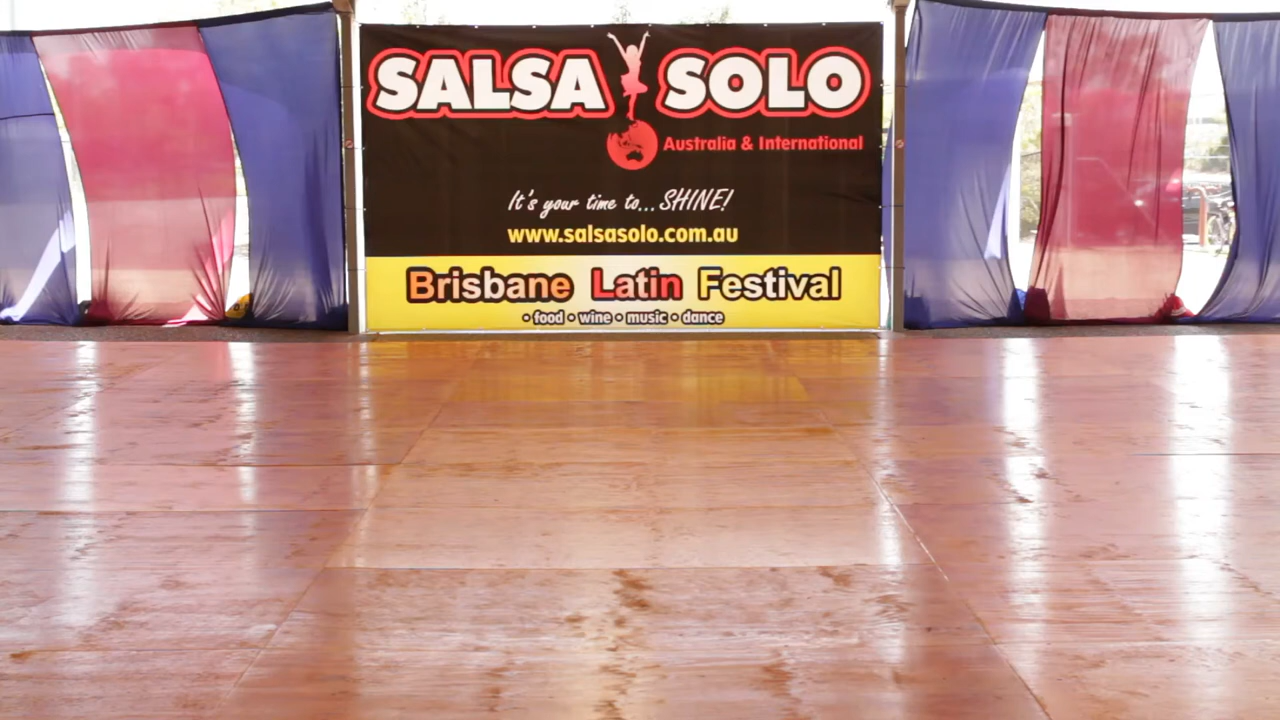 SALSA SOLO
Australia & International
It's your time to...SHINE!
www.salsasolo.com.au
Brisbane Latin Festival
• food • wine • music • dance